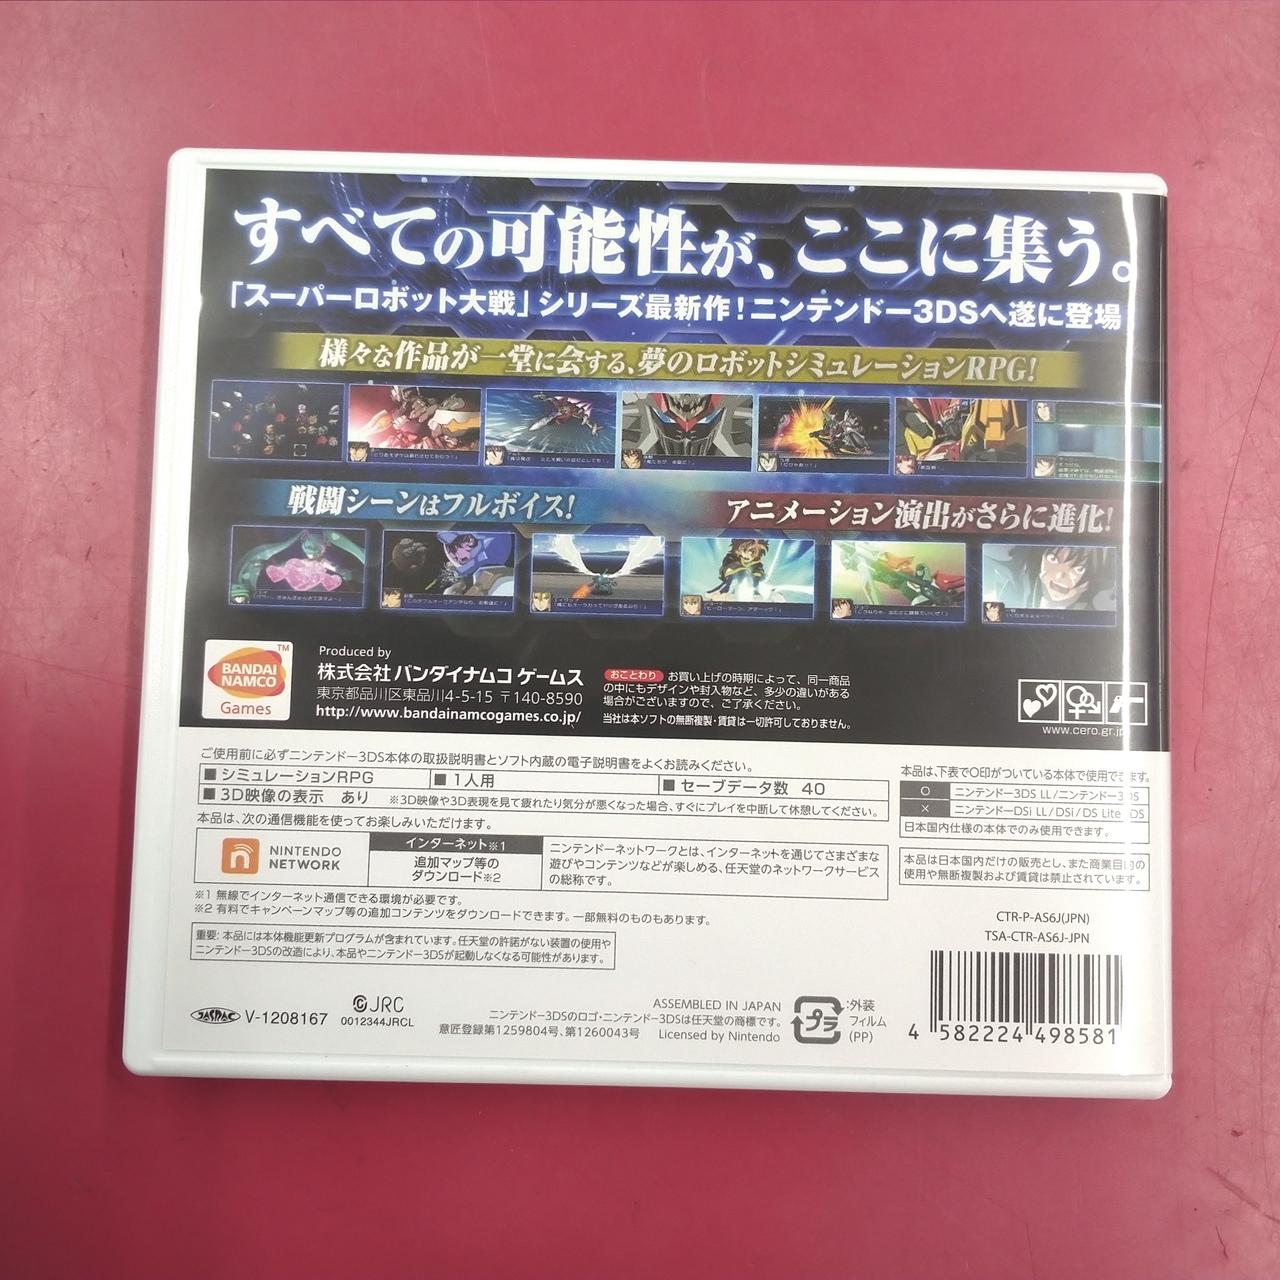 すべての可能性が、ここに集う。
「スーパーロボット大戦」シリーズ最新作！ニンテンドー3DSへ遂に登場
様々な作品が一堂に会する、夢のロボットシミュレーションRPG！
戦闘シーンはフルボイス！
アニメーション演出がさらに進化！
BANDAI
NAMCO
Games
TM
Produced by
株式会社 バンダイナムコ ゲームス
東京都品川区東品川4-5-15 〒140-8590
http://www.bandainamcogames.co.jp/
おことわり お買い上げの時期によって、同一商品
の中にもデザインや封入物など、多少の違いがある
場合がございますので、ご了承ください。
当社は本ソフトの無断複製・賃貸は一切許可しておりません。
www.cero.gr.jp
ご使用前に必ずニンテンドー3DS本体の取扱説明書とソフト内蔵の電子説明書をよくお読みください。
■ シミュレーションRPG ■ 1人用 ■ セーブデータ数 40
■ 3D映像の表示 あり ※3D映像や3D表現を見て疲れたり気分が悪くなった場合、すぐにプレイを中断して休憩してください。
本品は、次の通信機能を使ってお楽しみいただけます。
NINTENDO
NETWORK
インターネット※1
追加マップ等の
ダウンロード※2
ニンテンドーネットワークとは、インターネットを通じてさまざまな
遊びやコンテンツなどが楽しめる、任天堂のネットワークサービス
の総称です。
※1 無線でインターネット通信できる環境が必要です。
※2 有料でキャンペーンマップ等の追加コンテンツをダウンロードできます。一部無料のものもあります。
重要: 本品には本体機能更新プログラムが含まれています。任天堂の許諾がない装置の使用や
ニンテンドー3DSの改造により、本品やニンテンドー3DSが起動しなくなる可能性があります。
本品は、下表で○印がついている本体で使用できます。
○ ニンテンドー3DS LL/ニンテンドー3DS
× ニンテンドーDSi LL/DSi/DS Lite/DS
日本国内仕様の本体でのみ使用できます。
本品は日本国内だけの販売とし、また商業目的の
使用や無断複製および賃貸は禁止されています。
CTR-P-AS6J(JPN)
TSA-CTR-AS6J-JPN
JASRAC V-1208167
JRC
0012344JRCL
ASSEMBLED IN JAPAN
ニンテンドー3DSのロゴ・ニンテンドー3DSは任天堂の商標です。
意匠登録第1259804号、第1260043号 Licensed by Nintendo
プラ
:外装
フィルム
(PP)
4 582224 498581